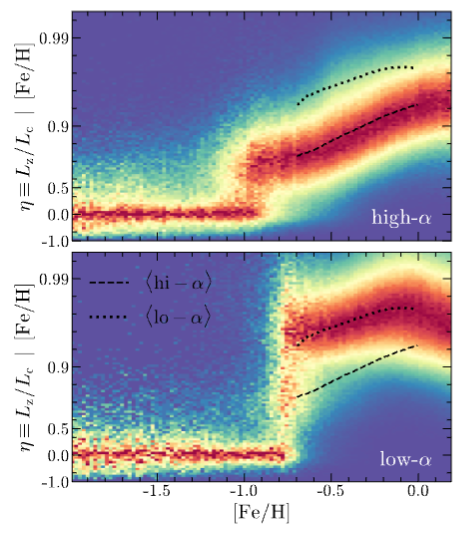 η ≡ L_z/L_c | [Fe/H]
0.99
0.9
0.5
0.0
-1.0
high-α
η ≡ L_z/L_c | [Fe/H]
0.99
0.9
0.5
0.0
-1.0
⟨hi − α⟩
⟨lo − α⟩
low-α
-1.5 -1.0 -0.5 0.0
[Fe/H]